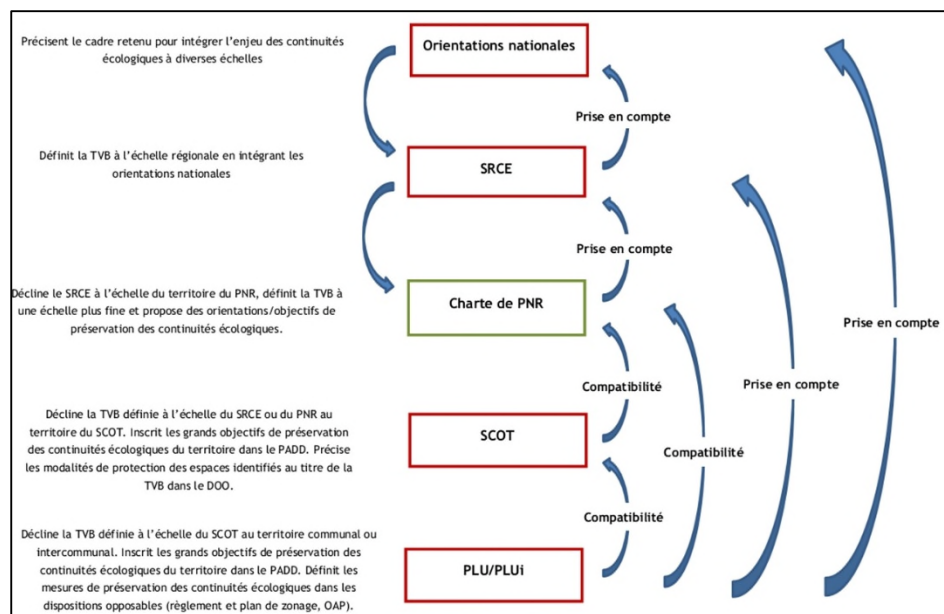 Précisent le cadre retenu pour intégrer l'enjeu des continuités
écologiques à diverses échelles
Orientations nationales
Prise en compte
Définit la TVB à l'échelle régionale en intégrant les
orientations nationales
SRCE
Prise en compte
Décline le SRCE à l'échelle du territoire du PNR, définit la TVB à
une échelle plus fine et propose des orientations/objectifs de
préservation des continuités écologiques.
Charte de PNR
Prise en compte
Compatibilité
Prise en compte
Décline la TVB définie à l'échelle du SRCE ou du PNR au
territoire du SCOT. Inscrit les grands objectifs de préservation
des continuités écologiques du territoire dans le PADD. Précise
les modalités de protection des espaces identifiés au titre de la
TVB dans le DOO.
SCOT
Compatibilité
Compatibilité
Décline la TVB définie à l'échelle du SCOT au territoire communal ou
intercommunal. Inscrit les grands objectifs de préservation des
continuités écologiques du territoire dans le PADD. Définit les
mesures de préservation des continuités écologiques dans les
dispositions opposables (règlement et plan de zonage, OAP).
PLU/PLUi